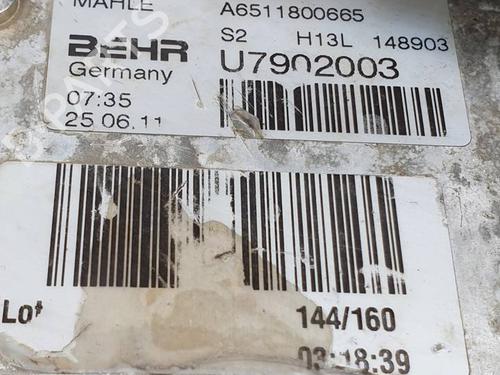 MAHLE A6511800665
BEHR S2 H13L 148903
Germany U7902003
07:35
25.06.11
Lot 144/160
03:18:39